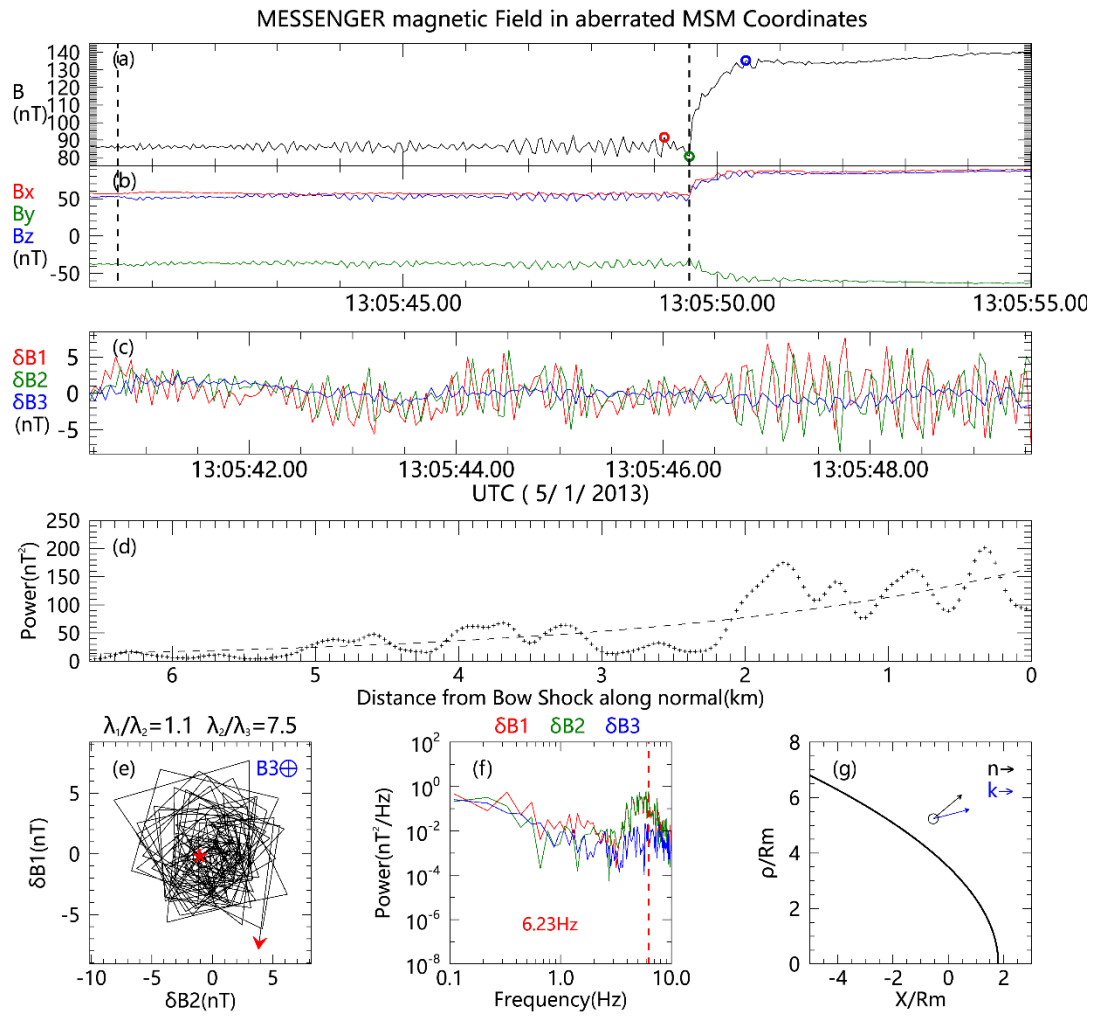 MESSENGER magnetic Field in aberrated MSM Coordinates
(a)
B
(nT)
140
120
100
80
(b)
Bx
By
Bz
(nT)
50
0
-50
13:05:45.00 13:05:50.00 13:05:55.00
(c)
δB1
δB2
δB3
(nT)
5
0
-5
13:05:42.00 13:05:44.00 13:05:46.00 13:05:48.00
UTC ( 5/ 1/ 2013)
(d)
Power(nT²)
250
200
150
100
50
0
6 5 4 3 2 1 0
Distance from Bow Shock along normal(km)
λ₁/λ₂=1.1 λ₂/λ₃=7.5
(e)
B3⊕
δB1(nT)
5
0
-5
-10 -5 0 5
δB2(nT)
δB1 δB2 δB3
(f)
Power(nT²/Hz)
10²
10⁰
10⁻²
10⁻⁴
10⁻⁶
10⁻⁸
6.23Hz
0.1 1.0 10.0
Frequency(Hz)
(g)
n→
k→
ρ/Rm
8
6
4
2
0
-4 -2 0 2
X/Rm